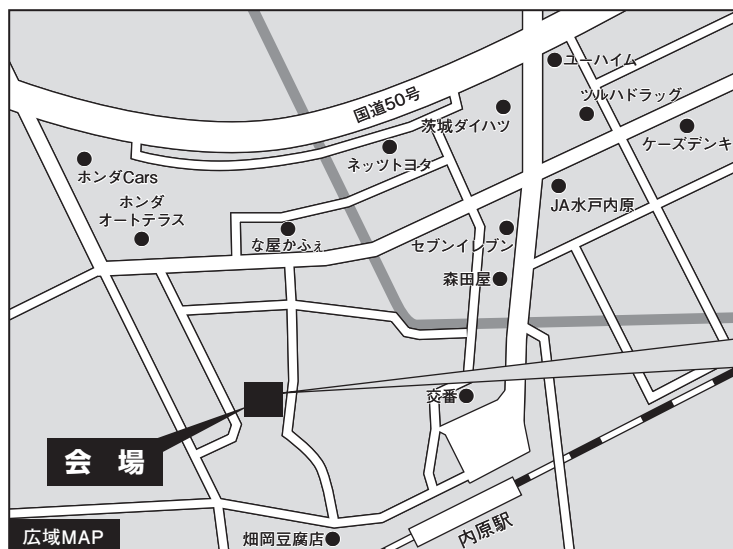 ユーハイム
ツルハドラッグ
国道50号
茨城ダイハツ
ケーズデンキ
ネッツトヨタ
ホンダCars
ホンダ
オートテラス
JA水戸内原
な屋かふぇ
セブンイレブン
森田屋
交番
会 場
広域MAP
畑岡豆腐店
内原駅